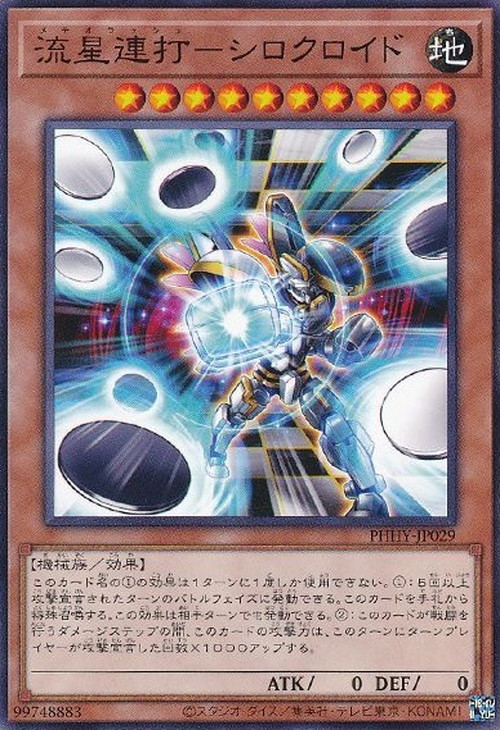 メテオラッシュ
流星連打－シロクロイド
ち
地
PHHY-JP029
【機械族／効果】
このカード名の①の効果は１ターンに１度しか使用できない。①：５回以上
攻撃宣言されたターンのバトルフェイズに発動できる。このカードを手札から
特殊召喚する。この効果は相手ターンでも発動できる。②：このカードが戦闘を
行うダメージステップの間、このカードの攻撃力は、このターンにターンプレ
イヤーが攻撃宣言した回数×１０００アップする。
ATK/ 0 DEF/ 0
99748883 ©スタジオ・ダイス／集英社・テレビ東京・KONAMI